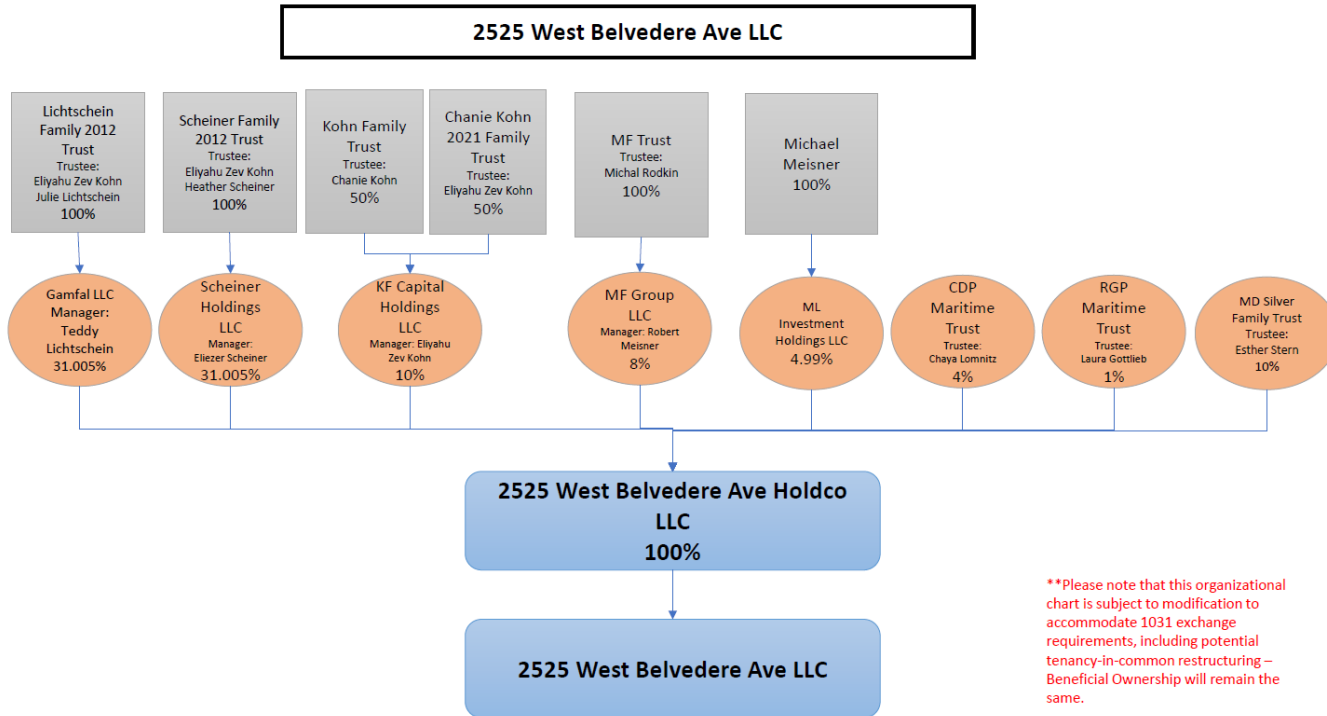 2525 West Belvedere Ave LLC
Lichtschein
Family 2012
Trust
Trustee:
Eliyahu Zev Kohn
Julie Lichtschein
100%
Scheiner Family
2012 Trust
Trustee:
Eliyahu Zev Kohn
Heather Scheiner
100%
Kohn Family
Trust
Trustee:
Chanie Kohn
50%
Chanie Kohn
2021 Family
Trust
Trustee:
Eliyahu Zev Kohn
50%
MF Trust
Trustee:
Michal Rodkin
100%
Michael
Meisner
100%
Gamfal LLC
Manager:
Teddy
Lichtschein
31.005%
Scheiner
Holdings
LLC
Manager:
Eliezer Scheiner
31.005%
KF Capital
Holdings
LLC
Manager: Eliyahu
Zev Kohn
10%
MF Group
LLC
Manager: Robert
Meisner
8%
ML
Investment
Holdings LLC
4.99%
CDP
Maritime
Trust
Trustee:
Chaya Lomnitz
4%
RGP
Maritime
Trust
Trustee:
Laura Gottlieb
1%
MD Silver
Family Trust
Trustee:
Esther Stern
10%
2525 West Belvedere Ave Holdco
LLC
100%
2525 West Belvedere Ave LLC
**Please note that this organizational
chart is subject to modification to
accommodate 1031 exchange
requirements, including potential
tenancy-in-common restructuring –
Beneficial Ownership will remain the
same.